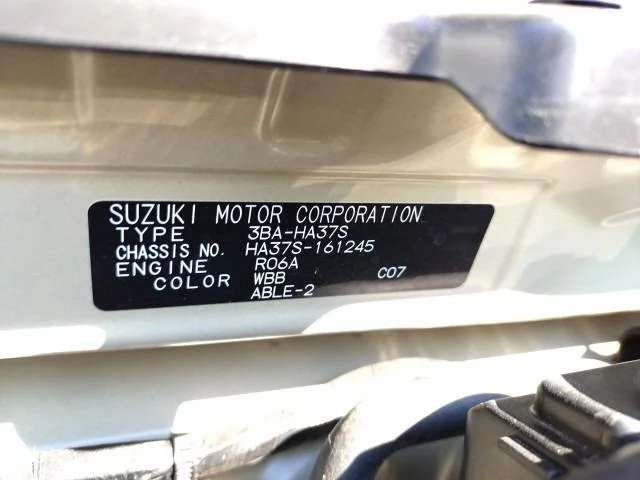 SUZUKI MOTOR CORPORATION
TYPE 3BA-HA37S
CHASSIS NO. HA37S-161245
ENGINE R06A
COLOR WBB C07
ABLE-2